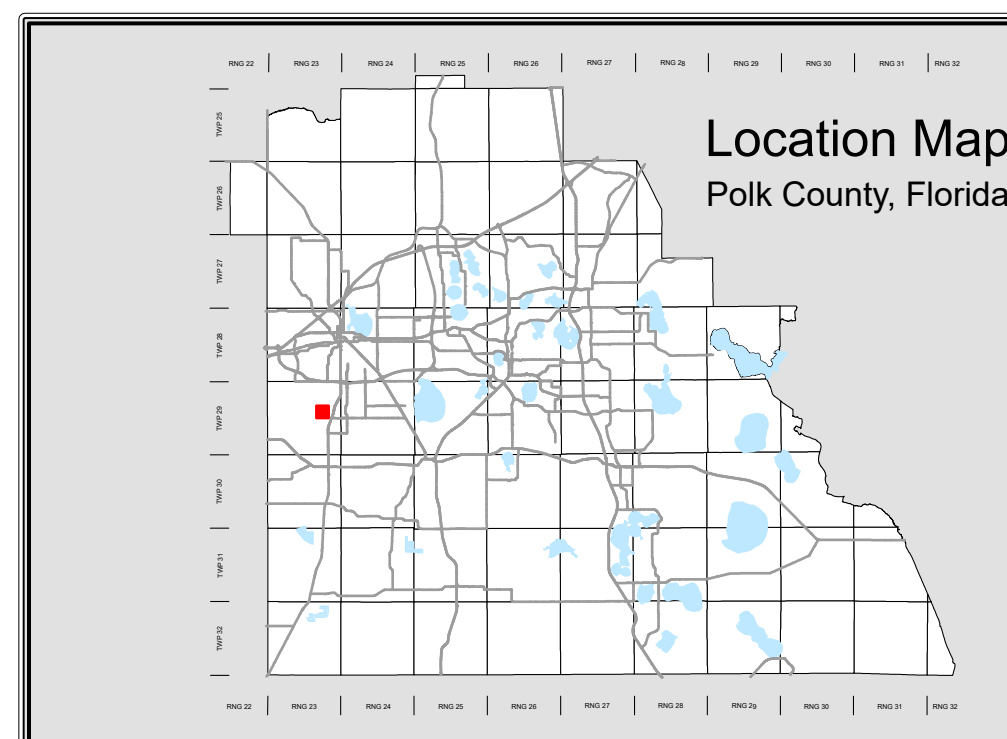 RNG 22 RNG 23 RNG 24 RNG 25 RNG 26 RNG 27 RNG 28 RNG 29 RNG 30 RNG 31 RNG 32
Location Map
Polk County, Florida
TWP 25
TWP 26
TWP 27
TWP 28
TWP 29
TWP 30
TWP 31
TWP 32
RNG 22 RNG 23 RNG 24 RNG 25 RNG 26 RNG 27 RNG 28 RNG 29 RNG 30 RNG 31 RNG 32